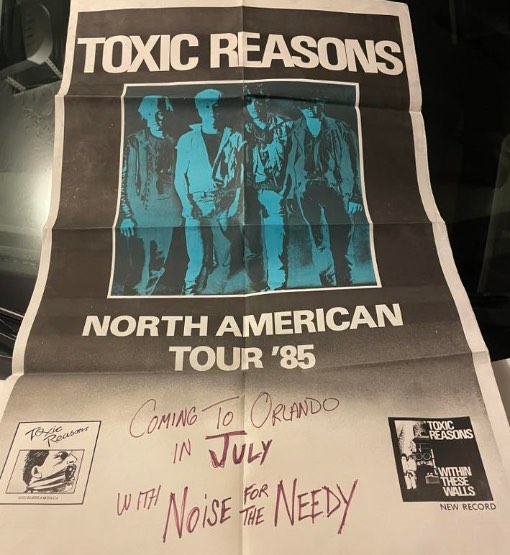 TOXIC REASONS
NORTH AMERICAN
TOUR '85
COMING TO ORLANDO
IN JULY
WITH NOISE FOR THE NEEDY
Toxic
Reasons
TOXIC
REASONS
WITHIN
THESE
WALLS
NEW RECORD